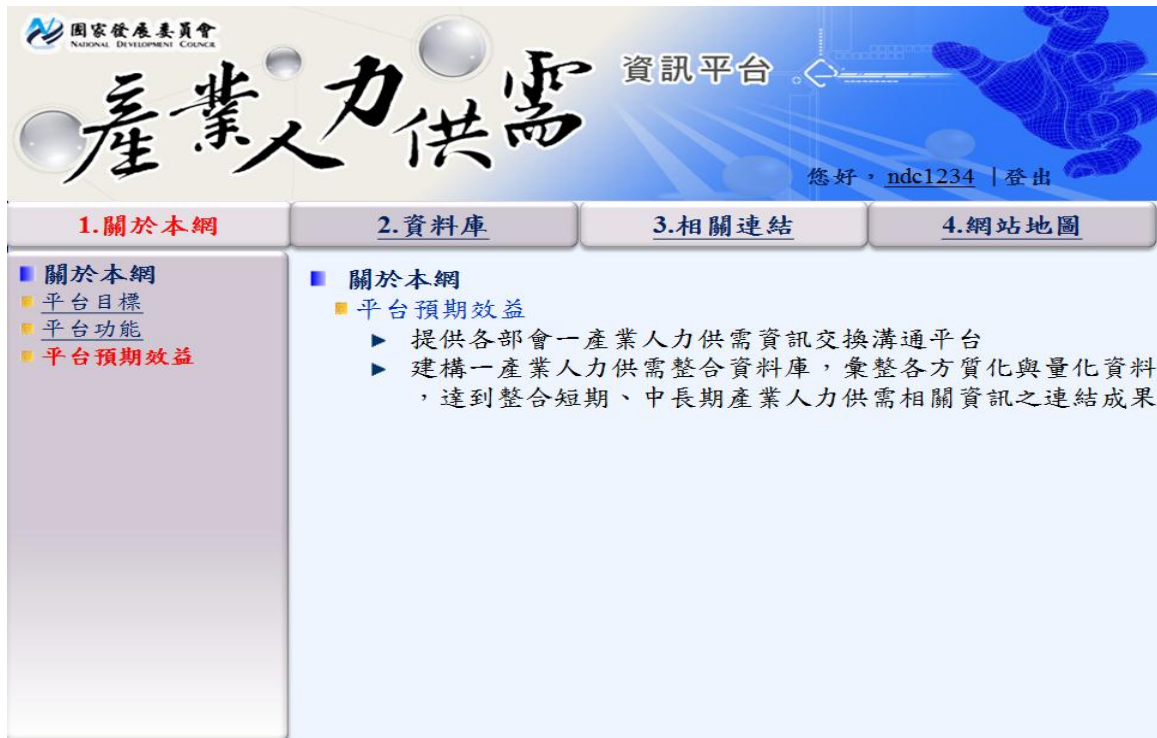 國家發展委員會
NATIONAL DEVELOPMENT COUNCIL
產業人力供需
資訊平台
您好，ndc1234 |登出
1.關於本網
2.資料庫
3.相關連結
4.網站地圖
關於本網
平台目標
平台功能
平台預期效益
關於本網
平台預期效益
提供各部會一產業人力供需資訊交換溝通平台
建構一產業人力供需整合資料庫，彙整各方質化與量化資料
，達到整合短期、中長期產業人力供需相關資訊之連結成果